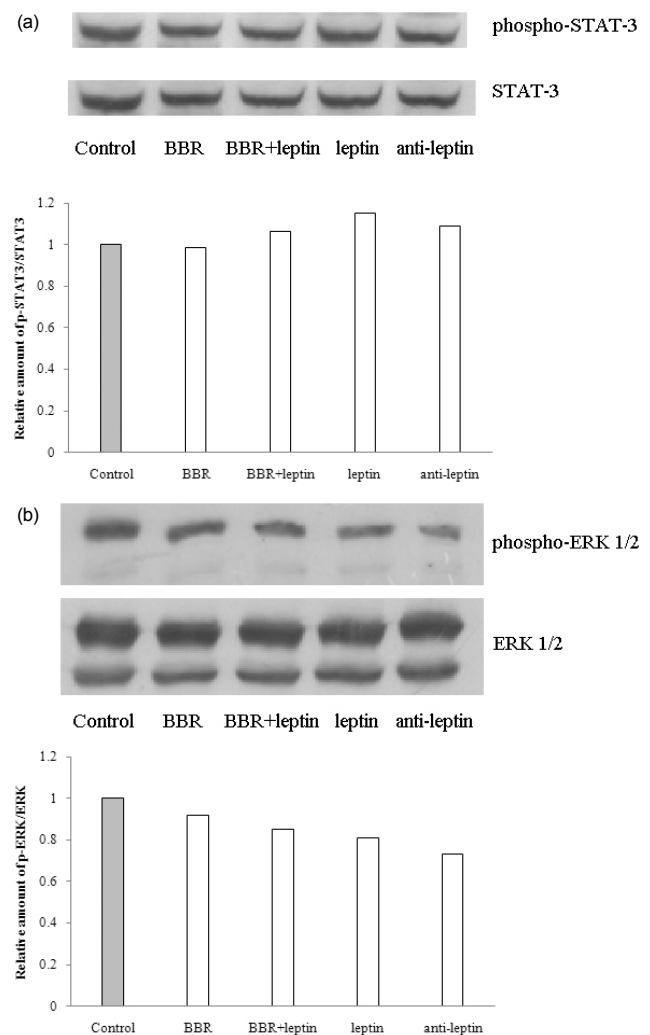 (a)
phospho-STAT-3
STAT-3
Control BBR BBR+leptin leptin anti-leptin
Relative amount of p-STAT3/STAT3
1.2
1
0.8
0.6
0.4
0.2
0
Control BBR BBR+leptin leptin anti-leptin
(b)
phospho-ERK 1/2
ERK 1/2
Control BBR BBR+leptin leptin anti-leptin
Relative amount of p-ERK/ERK
1.2
1
0.8
0.6
0.4
0.2
0
Control BBR BBR+leptin leptin anti-leptin